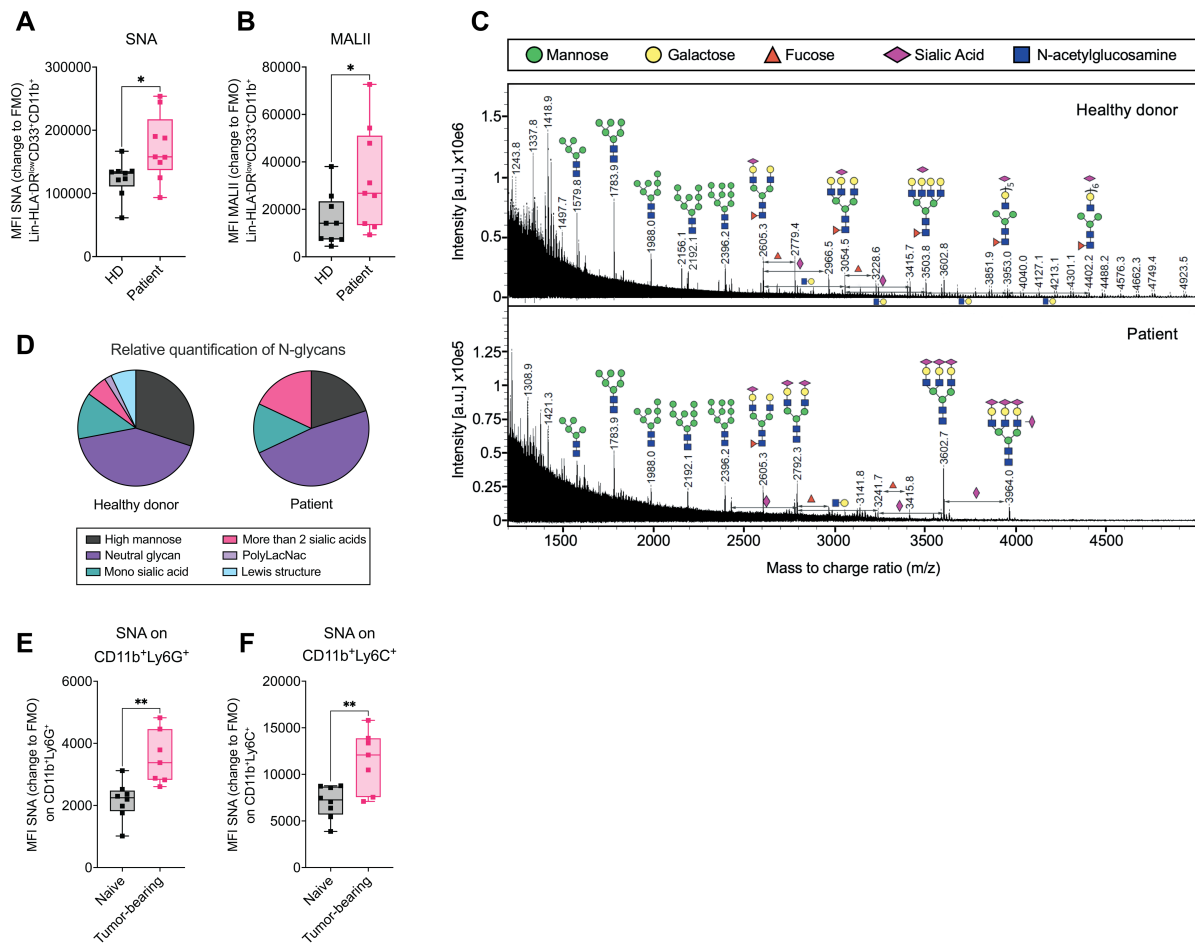 A
SNA
MFI SNA (change to FMO)
Lin-HLA-DRlowCD33+CD11b+
300000
200000
100000
0
*
HD
Patient
B
MALII
MFI MALII (change to FMO)
Lin-HLA-DRlowCD33+CD11b+
80000
60000
40000
20000
0
*
HD
Patient
C
Mannose
Galactose
Fucose
Sialic Acid
N-acetylglucosamine
Healthy donor
Intensity [a.u.] x10e6
1.5
1
0.5
0
1243.8
1337.8
1418.9
1497.7
1579.8
1783.9
1988.0
2156.1
2192.1
2396.2
2605.3
2779.4
2966.5
3054.5
3228.6
3415.7
3503.8
3602.8
3851.9
3953.0
4040.0
4127.1
4213.1
4301.1
4402.2
4488.2
4576.3
4662.3
4749.4
4923.5
5
6
Patient
Intensity [a.u.] x10e5
1.25
1
0.75
0.5
0.25
0
1308.9
1421.3
1783.9
1988.0
2192.1
2396.2
2605.3
2792.3
3141.8
3241.7
3415.8
3602.7
3964.0
1500
2000
2500
3000
3500
4000
4500
Mass to charge ratio (m/z)
D
Relative quantification of N-glycans
Healthy donor
Patient
High mannose
More than 2 sialic acids
Neutral glycan
PolyLacNac
Mono sialic acid
Lewis structure
E
SNA on
CD11b+Ly6G+
MFI SNA (change to FMO)
on CD11b+Ly6G+
6000
4000
2000
0
**
Naive
Tumor-bearing
F
SNA on
CD11b+Ly6C+
MFI SNA (change to FMO)
on CD11b+Ly6C+
20000
15000
10000
5000
0
**
Naive
Tumor-bearing